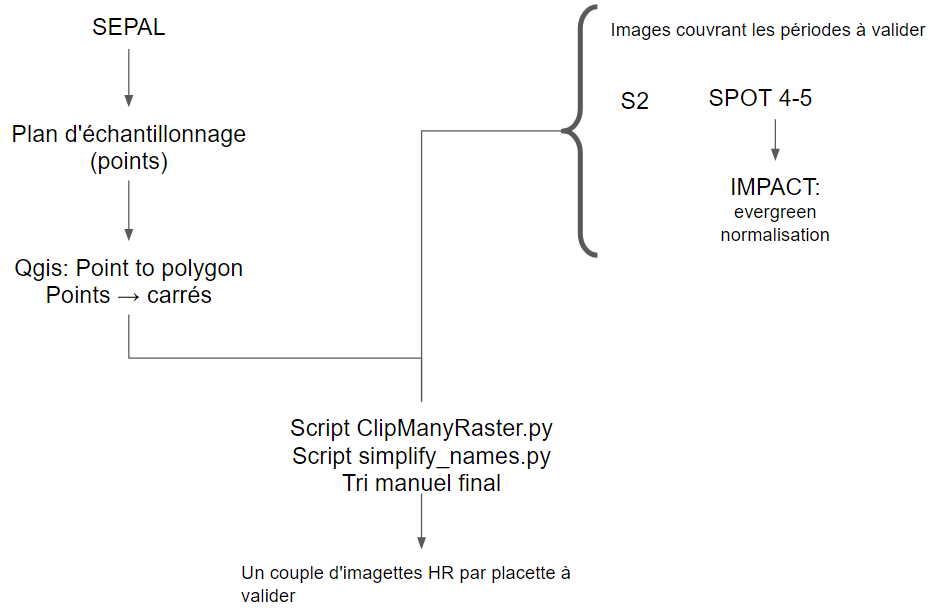 SEPAL
Plan d'échantillonnage
(points)
Qgis: Point to polygon
Points → carrés
Images couvrant les périodes à valider
S2
SPOT 4-5
IMPACT:
evergreen
normalisation
Script ClipManyRaster.py
Script simplify_names.py
Tri manuel final
Un couple d'imagettes HR par placette à
valider